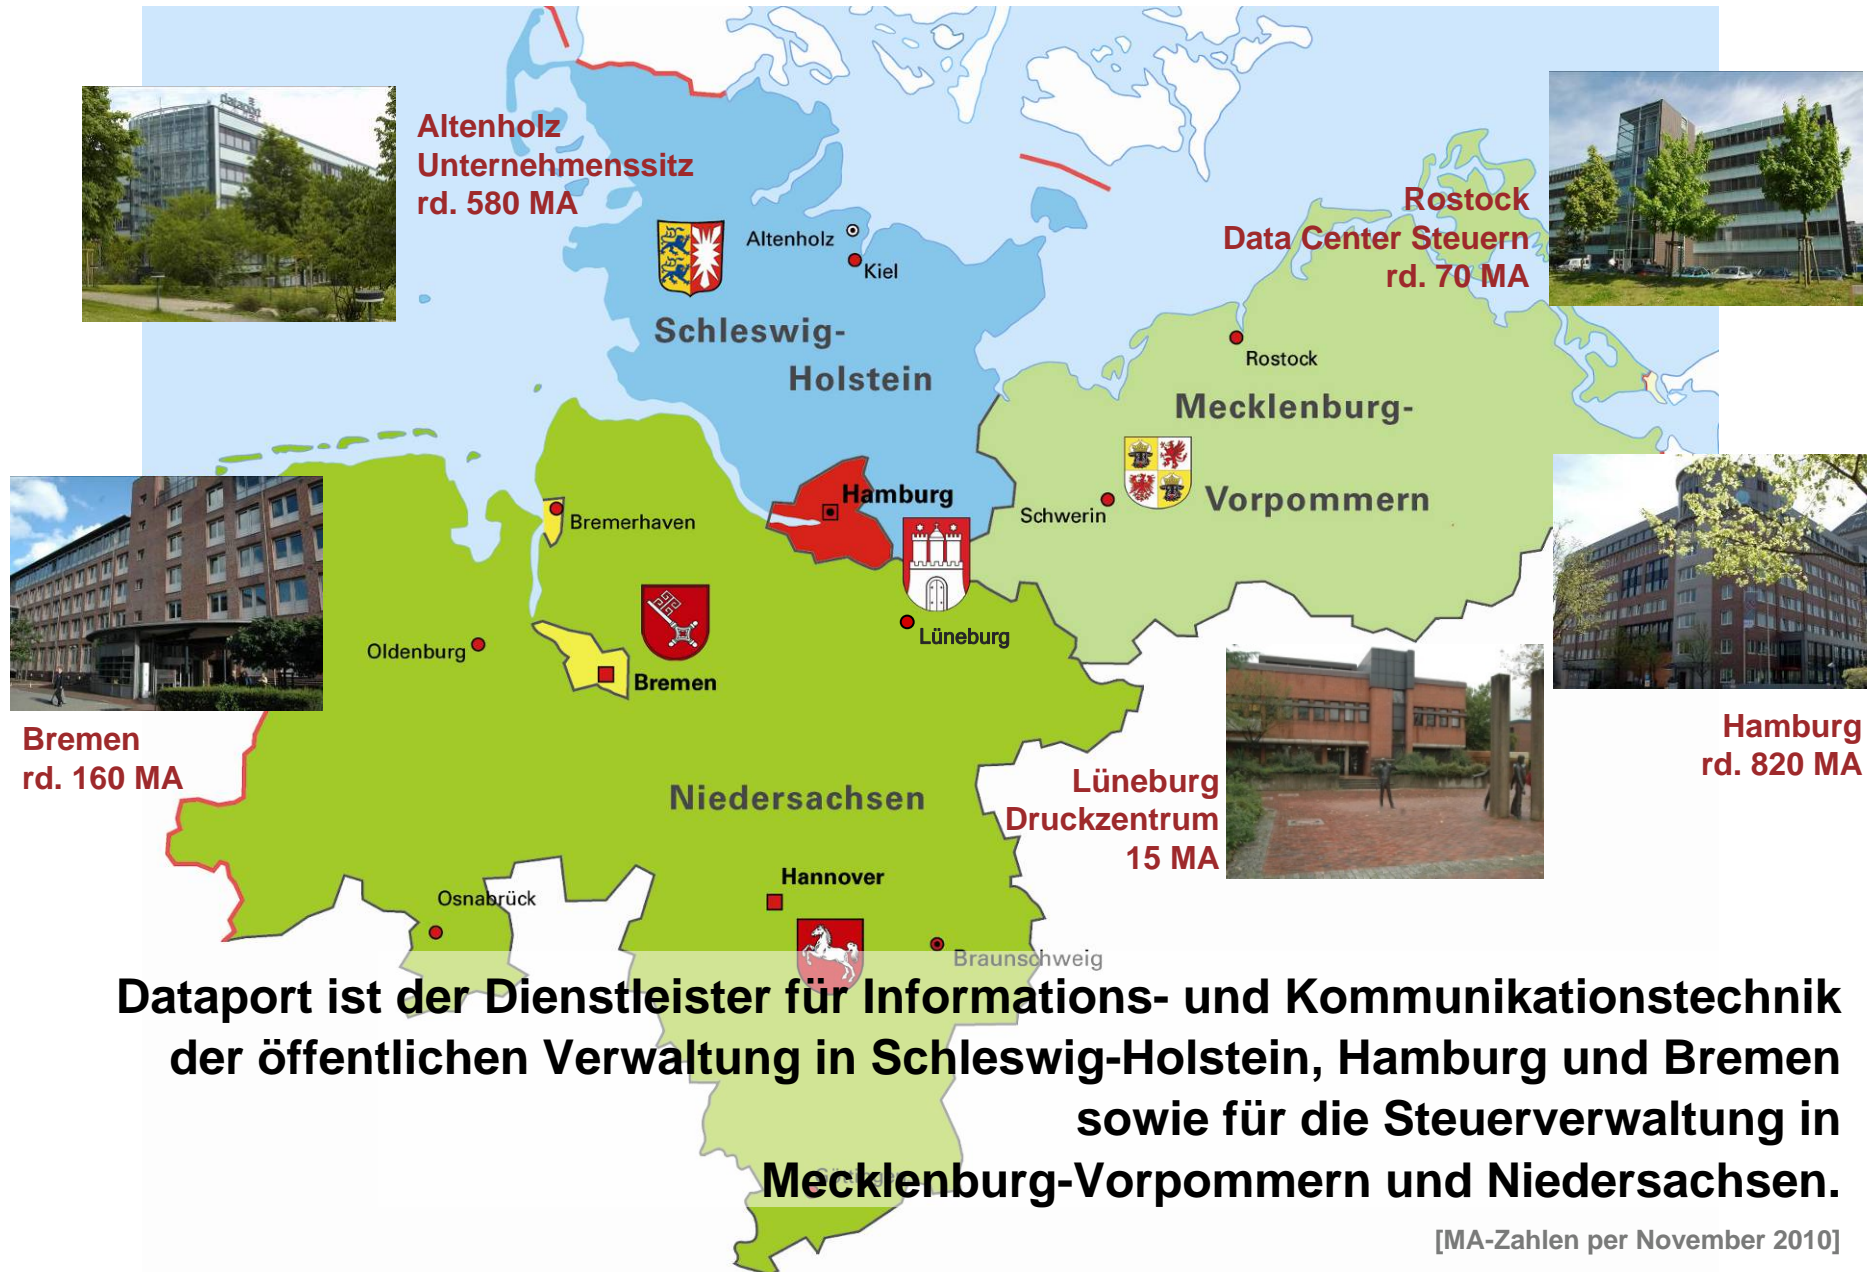 dataport
Altenholz
Unternehmenssitz
rd. 580 MA
Rostock
Data Center Steuern
rd. 70 MA
Altenholz
Kiel
Schleswig-
Holstein
Rostock
Mecklenburg-
Vorpommern
Schwerin
Hamburg
Bremerhaven
Oldenburg
Bremen
Lüneburg
Bremen
rd. 160 MA
Hamburg
rd. 820 MA
Lüneburg
Druckzentrum
15 MA
Niedersachsen
Hannover
Osnabrück
Braunschweig
Göttingen
Dataport ist der Dienstleister für Informations- und Kommunikationstechnik
der öffentlichen Verwaltung in Schleswig-Holstein, Hamburg und Bremen
sowie für die Steuerverwaltung in
Mecklenburg-Vorpommern und Niedersachsen.
[MA-Zahlen per November 2010]